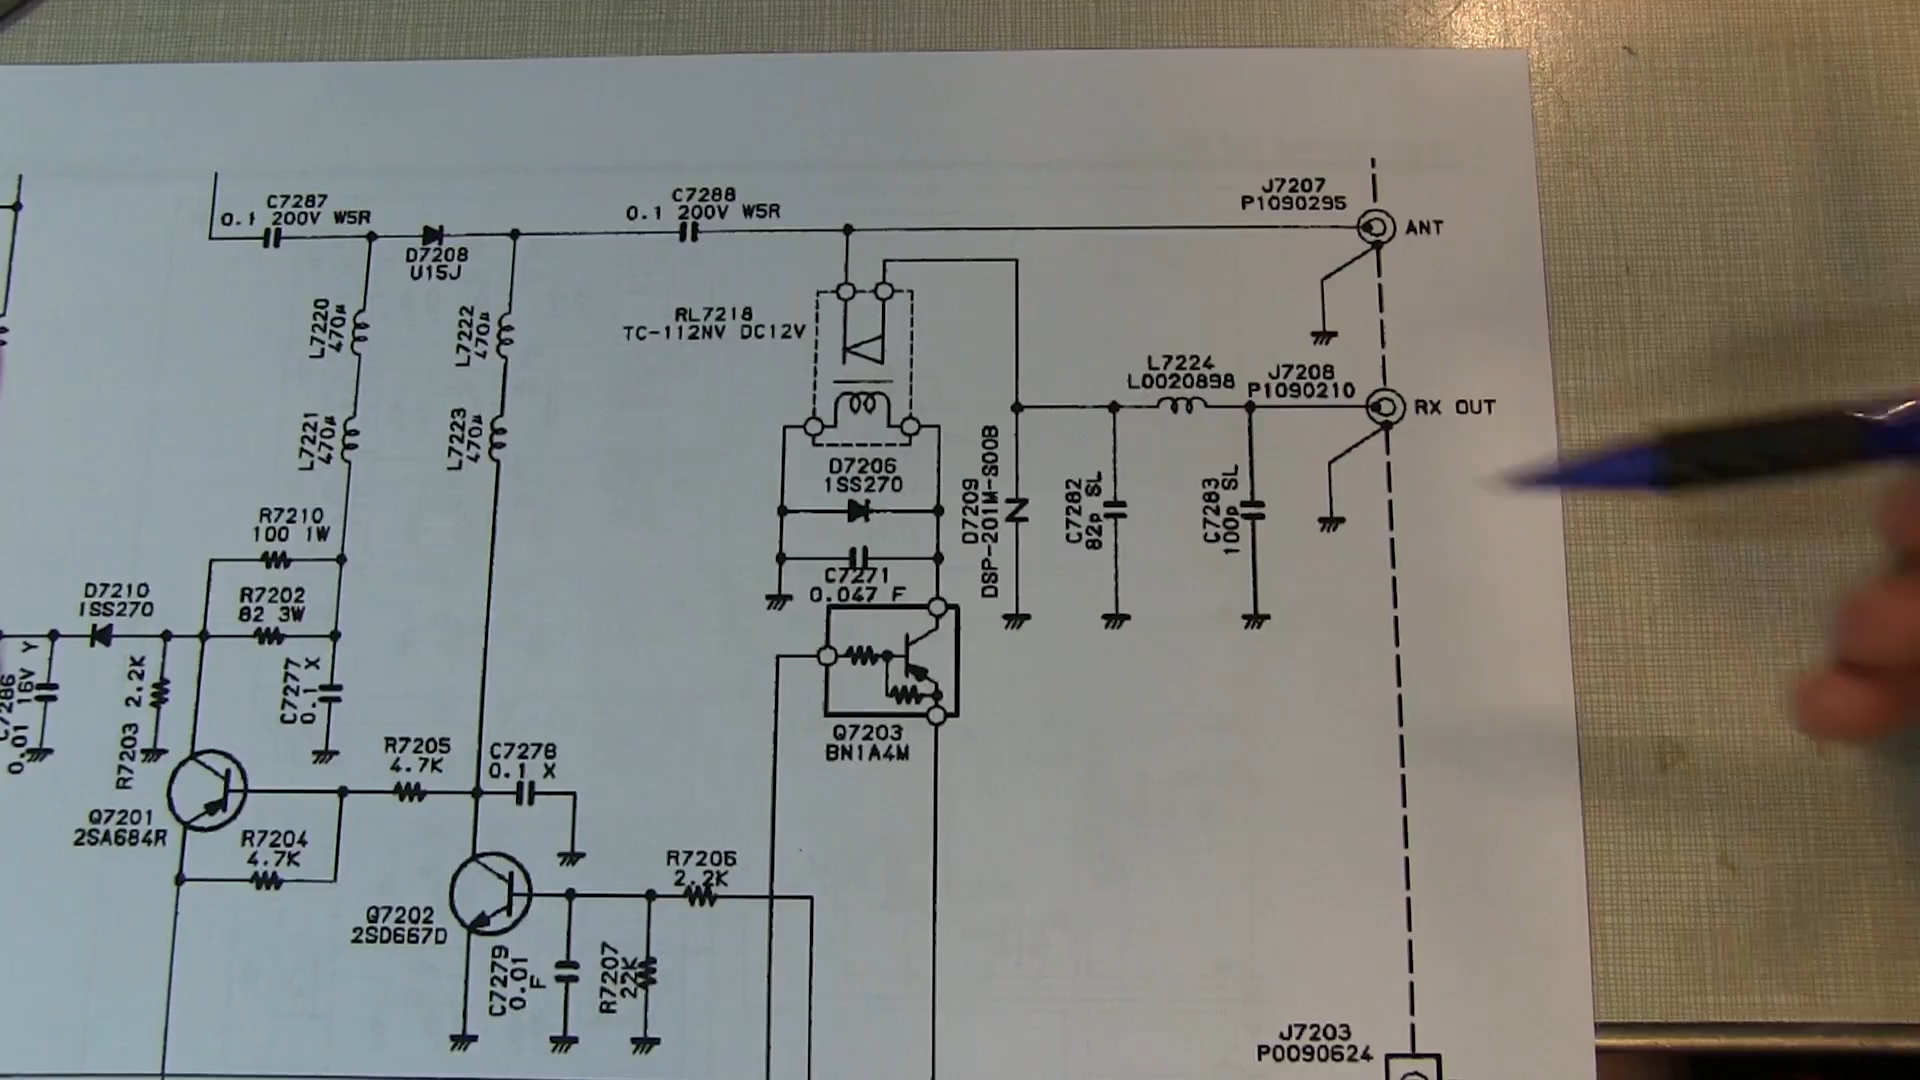 C7287
0.1 200V W5R
D7208
U15J
C7288
0.1 200V W5R
J7207
P1090295
ANT
L7220
470µ
L7222
470µ
RL7218
TC-112NV DC12V
L7224
L0020898
J7208
P1090210
RX OUT
L7221
470µ
L7223
470µ
D7206
1SS270
D7209
DSP-201M-S00B
C7282
82p SL
C7283
100p SL
R7210
100 1W
C7271
0.047 F
D7210
1SS270
R7202
82 3W
0.01 16V Y
R7203 2.2K
C7277
0.1 X
Q7203
BN1A4M
R7205
4.7K
C7278
0.1 X
Q7201
2SA684R
R7204
4.7K
R7206
2.2K
Q7202
2SD667D
C7279
0.01
F
R7207
22K
J7203
P0090624